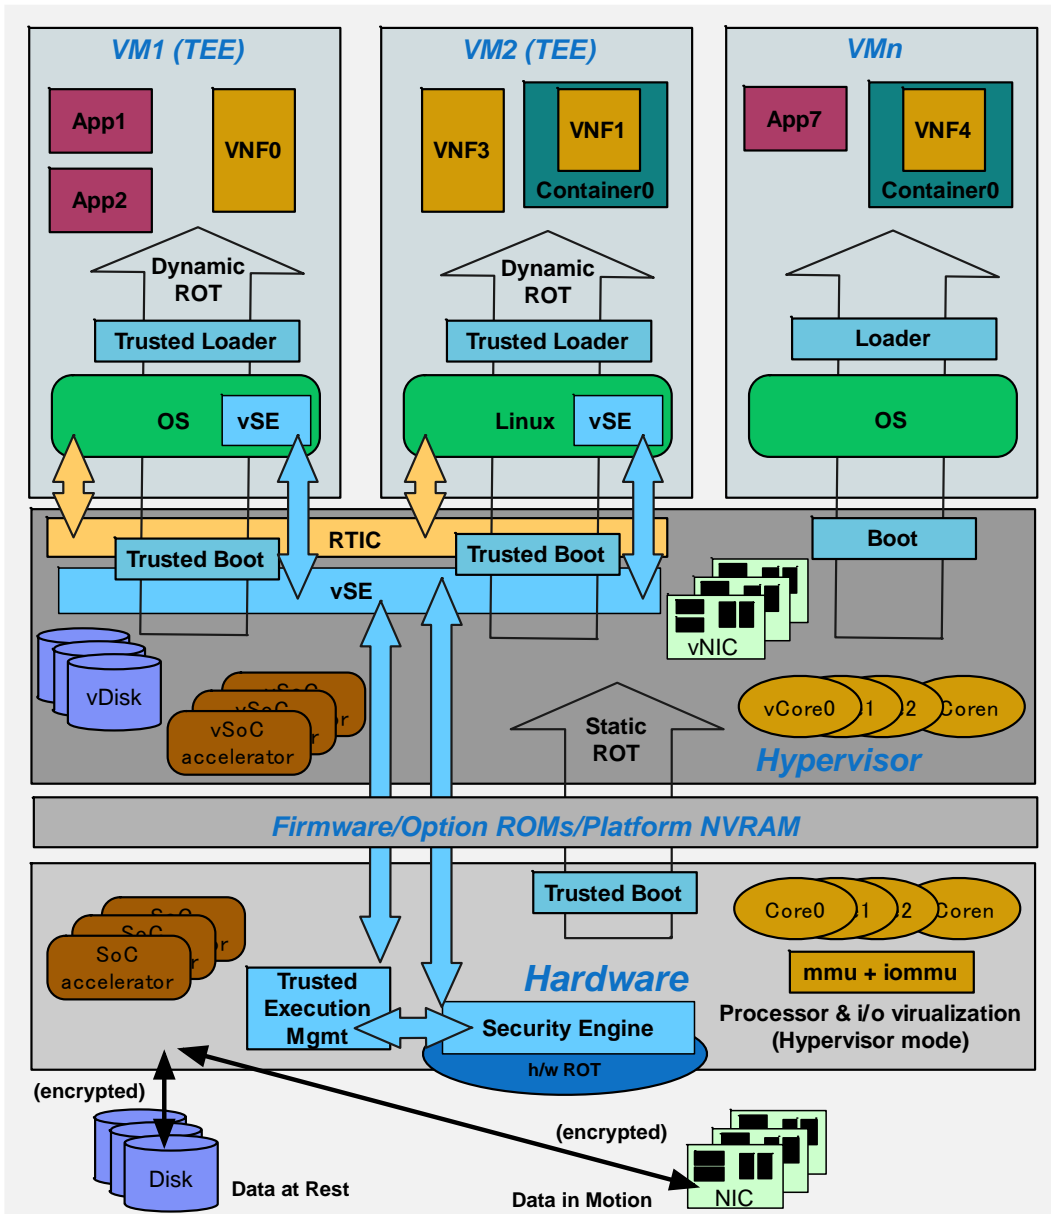 VM1 (TEE)
App1
App2
VNF0
Dynamic
ROT
Trusted Loader
OS
vSE
VM2 (TEE)
VNF3
VNF1
Container0
Dynamic
ROT
Trusted Loader
Linux
vSE
VMn
App7
VNF4
Container0
Loader
OS
RTIC
Trusted Boot
Trusted Boot
Boot
vSE
vNIC
vDisk
vSoC
vSoC
vSoC
accelerator
Static
ROT
vCore0
Coren
Hypervisor
Firmware/Option ROMs/Platform NVRAM
Trusted Boot
SoC
SoC
SoC
accelerator
Core0
Coren
mmu + iommu
Processor & i/o virualization
(Hypervisor mode)
Hardware
Trusted
Execution
Mgmt
Security Engine
h/w ROT
(encrypted)
(encrypted)
Disk
Data at Rest
Data in Motion
NIC